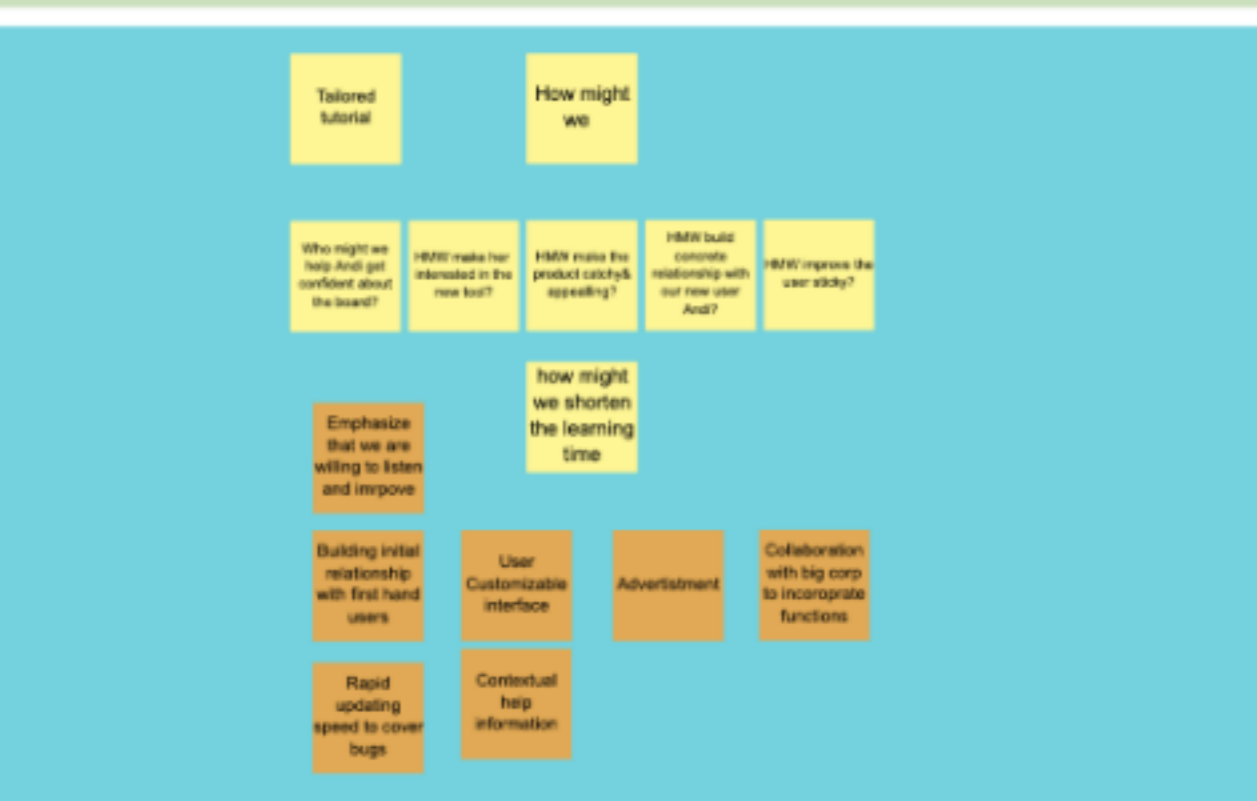 Tailored
tutorial
How might
we
Who might we
help Andi get
confident about
the board?
HMW make her
interested in the
new tool?
HMW make the
product catchy&
appealling?
HMW build
concrete
relationship with
our new user
Andi?
HMW improve the
user sticky?
how might
we shorten
the learning
time
Emphasize
that we are
willing to listen
and imrpove
Building initial
relationship
with first hand
users
User
Customizable
interface
Advertistment
Collaboration
with big corp
to incoroprate
functions
Rapid
updating
speed to cover
bugs
Contextual
help
information